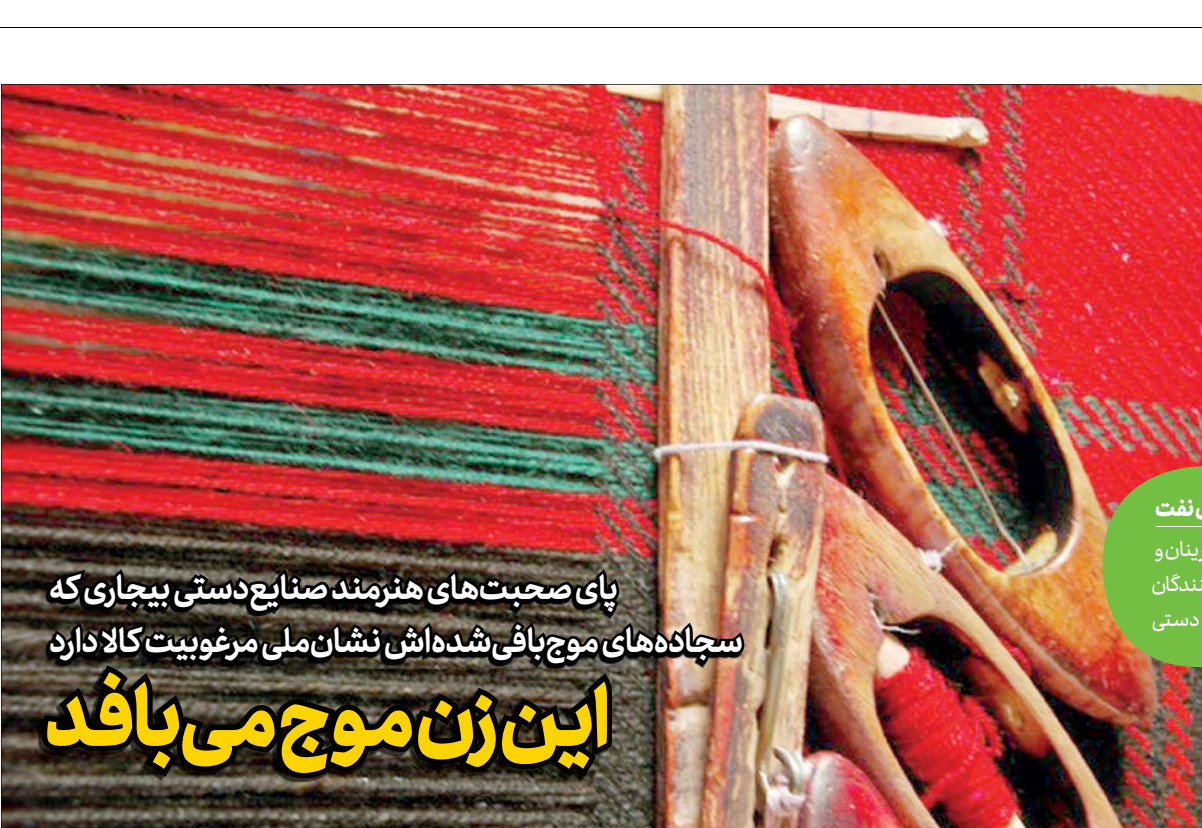 پای صحبت‌های هنرمند صنایع‌دستی بیجاری که
سجاده‌های موج‌بافی‌شده‌اش نشان‌ملی مرغوبیت کالا دارد
این زن موج می‌بافد
نفت
و
دستی